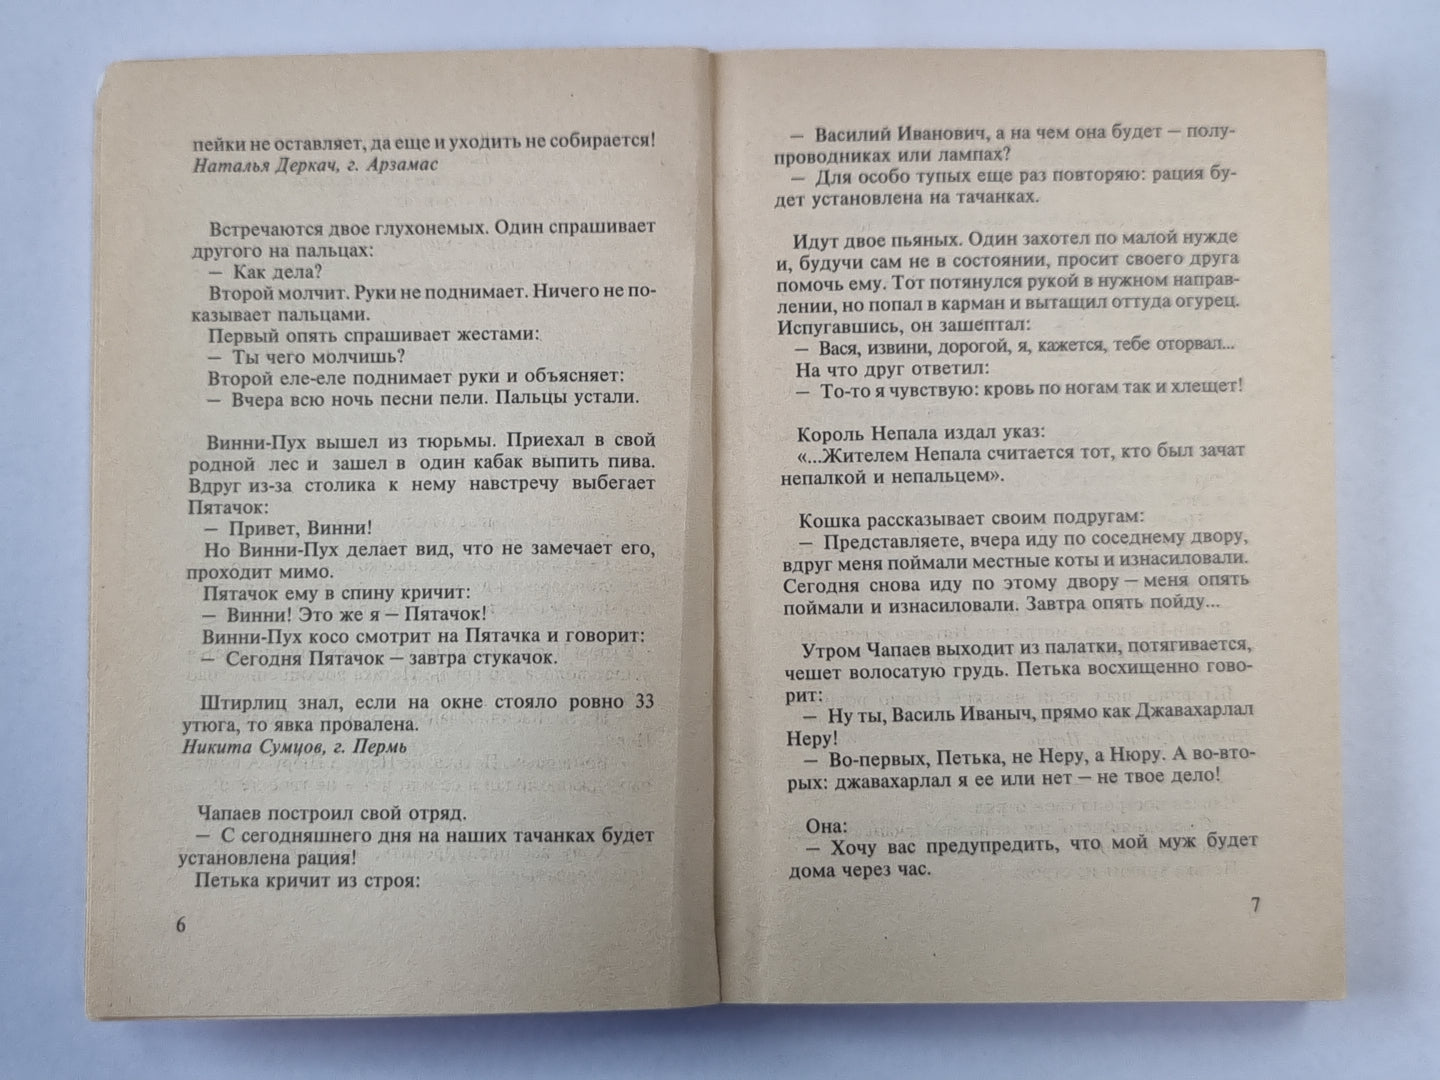 пейки не оставляет, да еще и уходить не собирается!
Наталья Деркач, г. Арзамас
Встречаются двое глухонемых. Один спрашивает
другого на пальцах:
— Как дела?
Второй молчит. Руки не поднимает. Ничего не по-
казывает пальцами.
Первый опять спрашивает жестами:
— Ты чего молчишь?
Второй еле-еле поднимает руки и объясняет:
— Вчера всю ночь песни пели. Пальцы устали.
Винни-Пух вышел из тюрьмы. Приехал в свой
родной лес и зашел в один кабак выпить пива.
Вдруг из-за столика к нему навстречу выбегает
Пятачок:
— Привет, Винни!
Но Винни-Пух делает вид, что не замечает его,
проходит мимо.
Пятачок ему в спину кричит:
— Винни! Это же я — Пятачок!
Винни-Пух косо смотрит на Пятачка и говорит:
— Сегодня Пятачок — завтра стукачок.
Штирлиц знал, если на окне стояло ровно 33
утюга, то явка провалена.
Никита Сумцов, г. Пермь
Чапаев построил свой отряд.
— С сегодняшнего дня на наших тачанках будет
установлена рация!
Петька кричит из строя:
6
— Василий Иванович, а на чем она будет — полу-
проводниках или лампах?
— Для особо тупых еще раз повторяю: рация бу-
дет установлена на тачанках.
Идут двое пьяных. Один захотел по малой нужде
и, будучи сам не в состоянии, просит своего друга
помочь ему. Тот потянулся рукой в нужном направ-
лении, но попал в карман и вытащил оттуда огурец.
Испугавшись, он зашептал:
— Вася, извини, дорогой, я, кажется, тебе оторвал...
На что друг ответил:
— То-то я чувствую: кровь по ногам так и хлещет!
Король Непала издал указ:
«...Жителем Непала считается тот, кто был зачат
непалкой и непальцем».
Кошка рассказывает своим подругам:
— Представляете, вчера иду по соседнему двору,
вдруг меня поймали местные коты и изнасиловали.
Сегодня снова иду по этому двору — меня опять
поймали и изнасиловали. Завтра опять пойду...
Утром Чапаев выходит из палатки, потягивается,
чешет волосатую грудь. Петька восхищенно гово-
рит:
— Ну ты, Василь Иваныч, прямо как Джавахарлал
Неру!
— Во-первых, Петька, не Неру, а Нюру. А во-вто-
рых: джавахарлал я ее или нет — не твое дело!
Она:
— Хочу вас предупредить, что мой муж будет
дома через час.
7